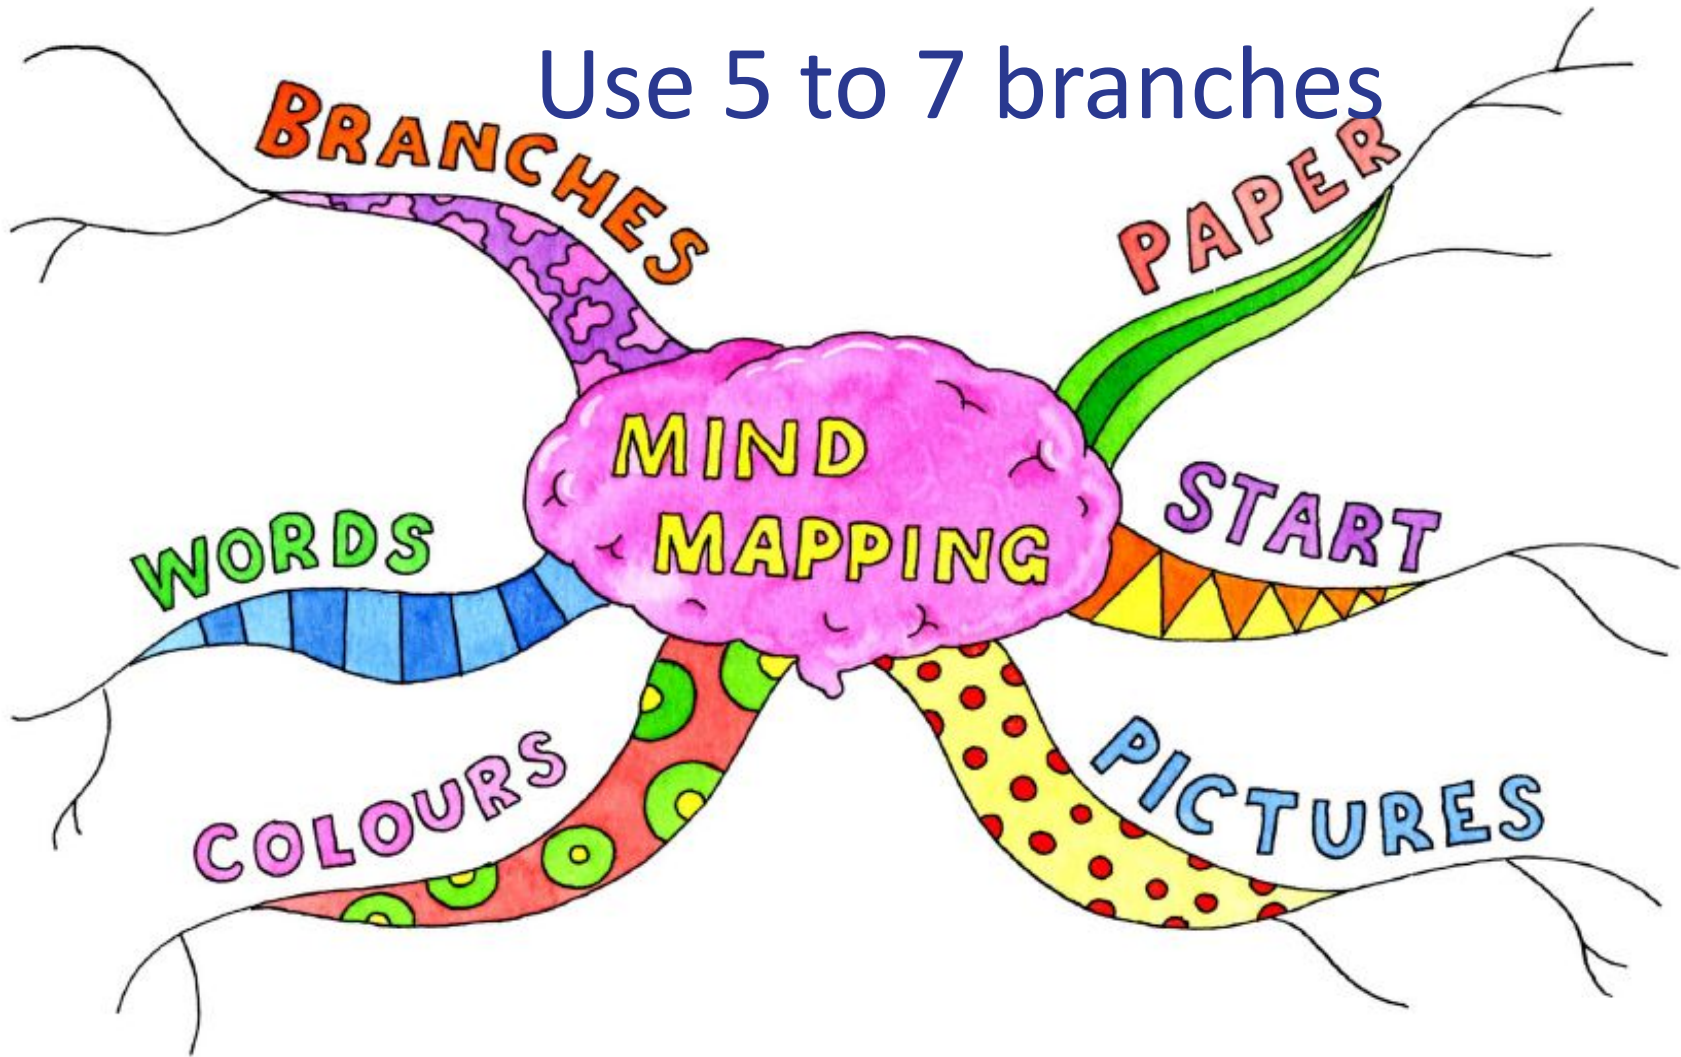 Use 5 to 7 branches
BRANCHES
PAPER
MIND
MAPPING
START
WORDS
COLOURS
PICTURES